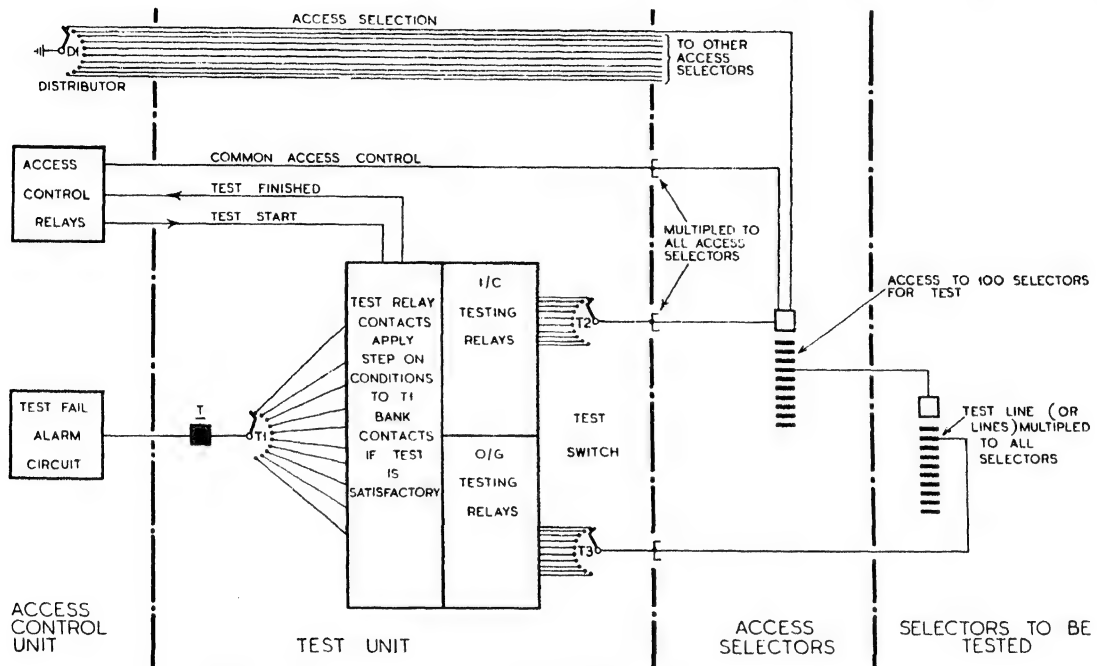 ACCESS SELECTION
D1
DISTRIBUTOR
TO OTHER
ACCESS
SELECTORS
ACCESS
CONTROL
RELAYS
COMMON ACCESS CONTROL
TEST FINISHED
TEST START
MULTIPLED TO
ALL ACCESS
SELECTORS
ACCESS TO 100 SELECTORS
FOR TEST
TEST RELAY
CONTACTS
APPLY
STEP ON
CONDITIONS
TO T1
BANK
CONTACTS
IF TEST
IS
SATISFACTORY
I/C
TESTING
RELAYS
T2
TEST FAIL
ALARM
CIRCUIT
T
T1
O/G
TESTING
RELAYS
TEST
SWITCH
T3
TEST LINE (OR
LINES) MULTIPLED
TO ALL
SELECTORS
ACCESS
CONTROL
UNIT
TEST UNIT
ACCESS
SELECTORS
SELECTORS TO BE
TESTED